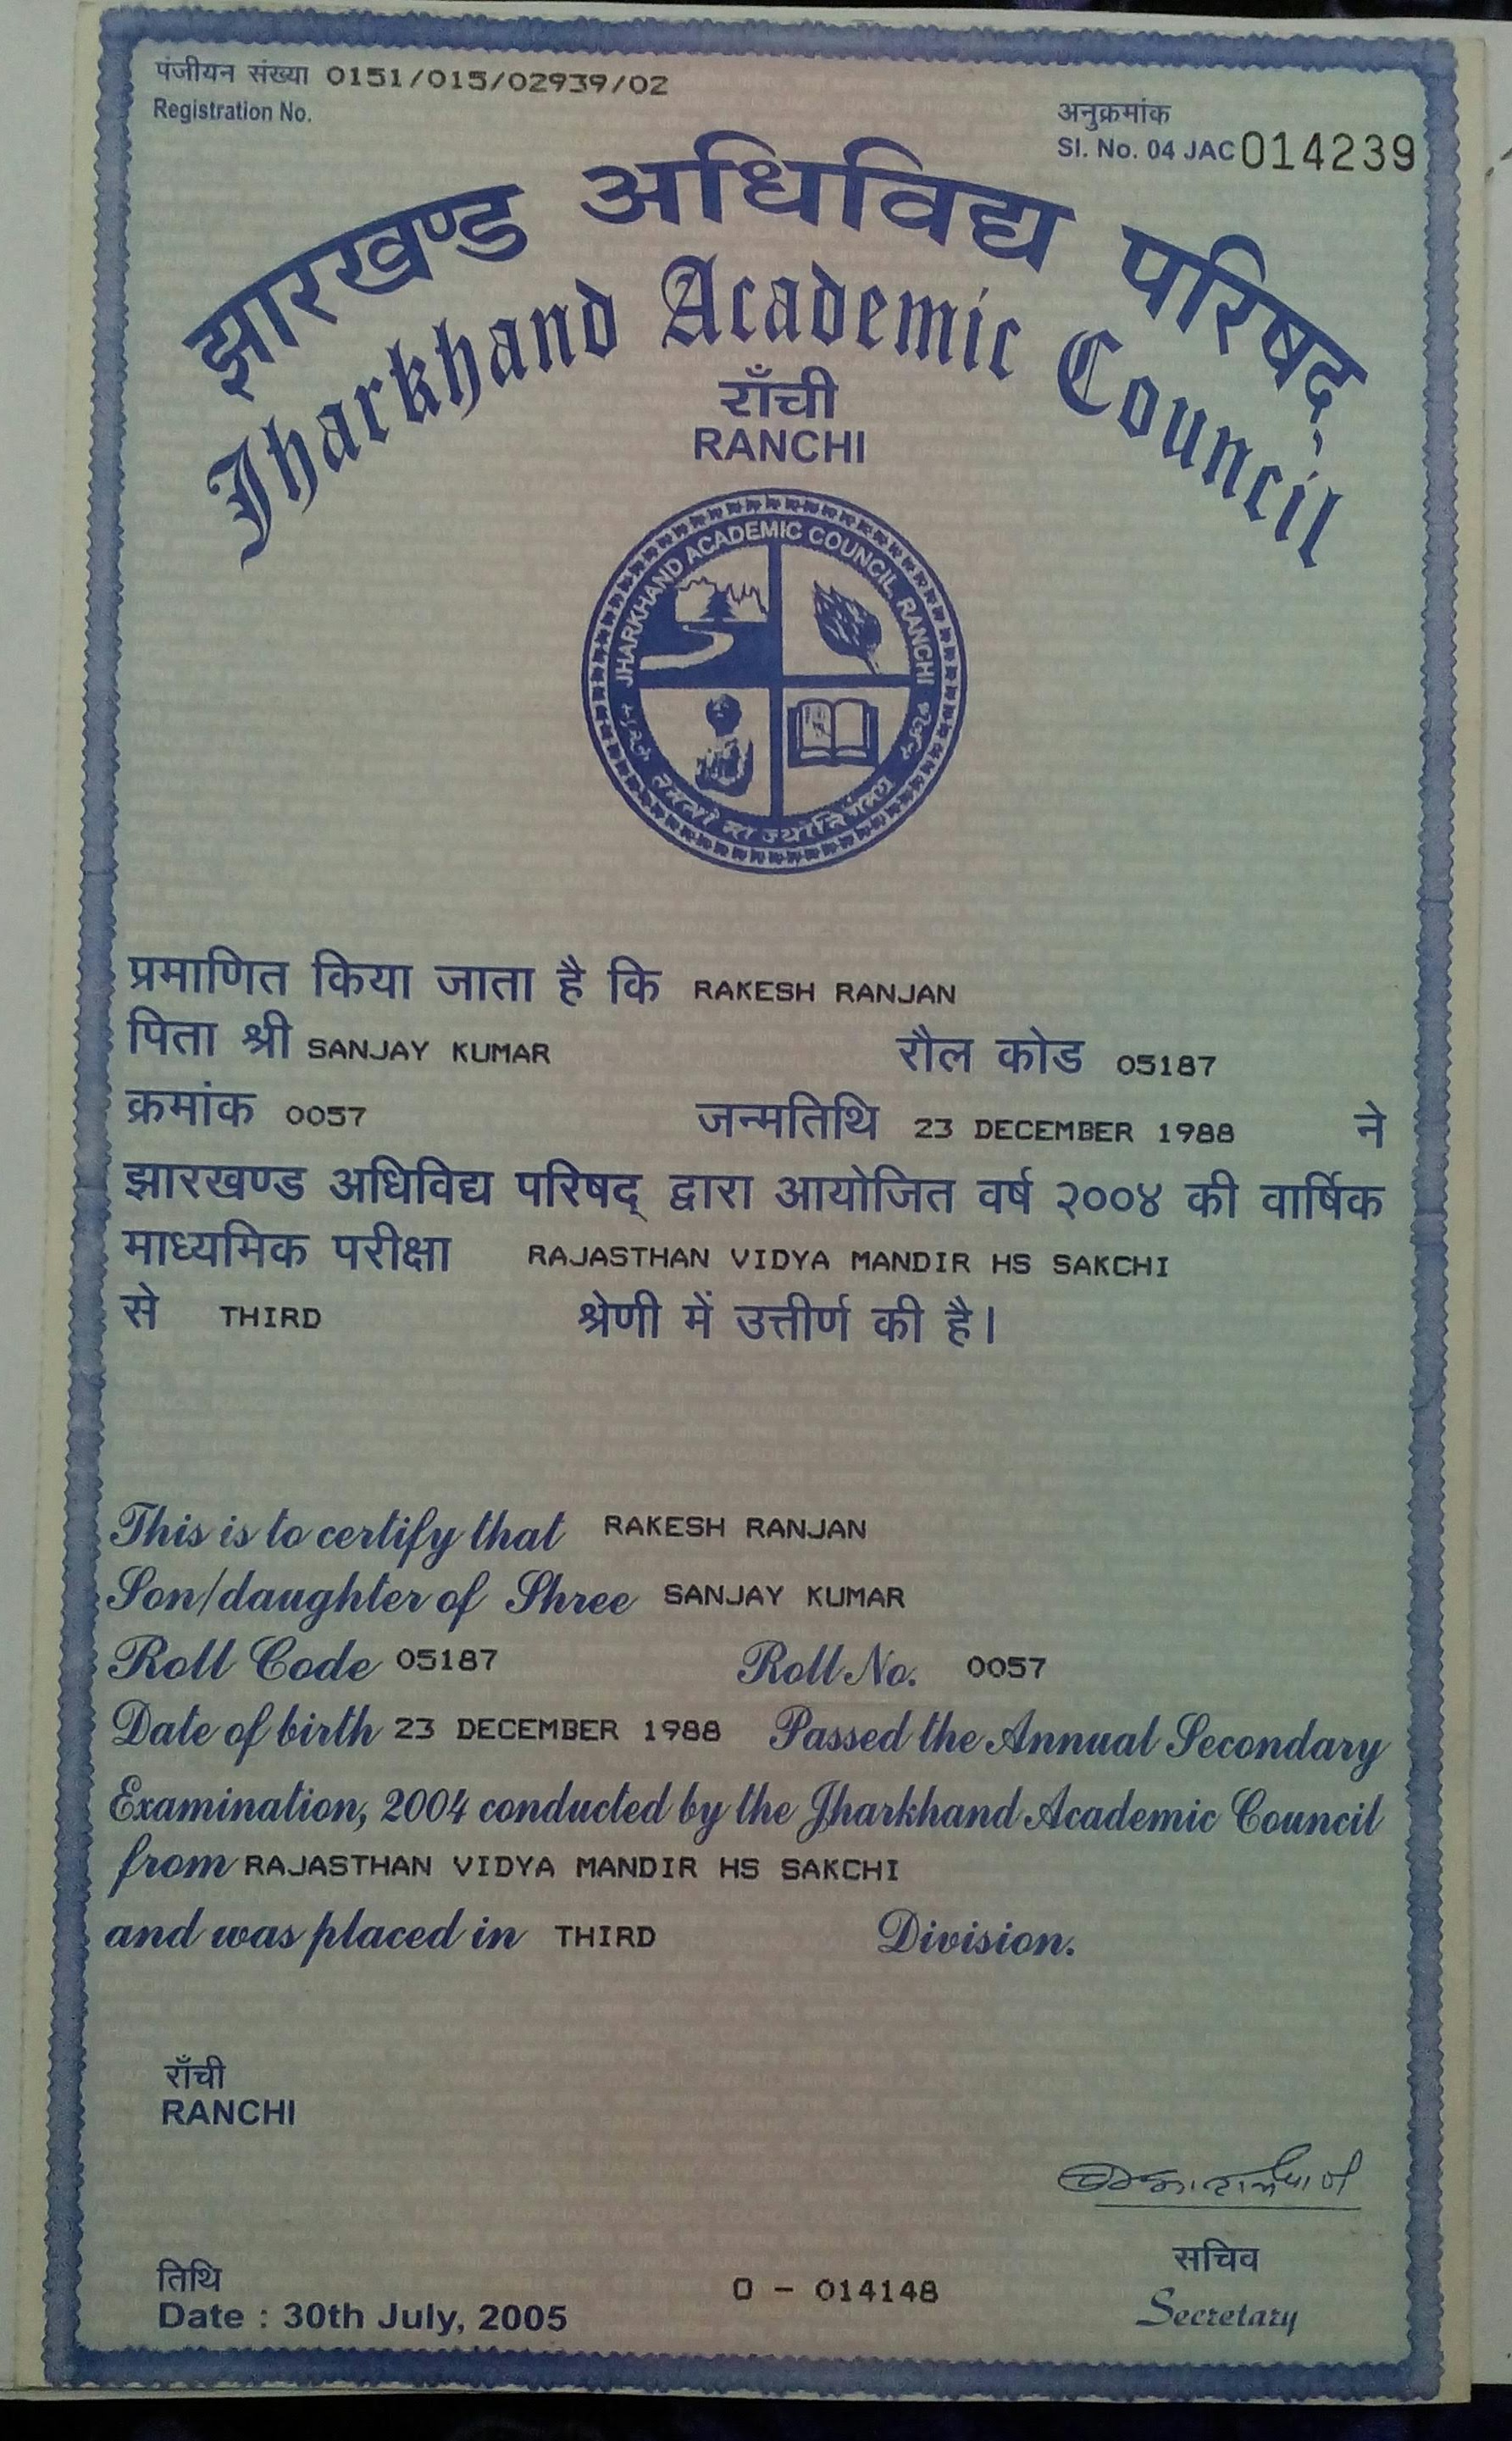 पंजीयन संख्या 0151/015/02939/02
Registration No.
अनुक्रमांक
Sl. No. 04 JAC 014239
झारखण्ड अधिविद्य परिषद्
Jharkhand Academic Council
राँची
RANCHI
JHARKHAND ACADEMIC COUNCIL, RANCHI
तमसो मा ज्योतिर्गमय
प्रमाणित किया जाता है कि RAKESH RANJAN
पिता श्री SANJAY KUMAR रौल कोड 05187
क्रमांक 0057 जन्मतिथि 23 DECEMBER 1988 ने
झारखण्ड अधिविद्य परिषद् द्वारा आयोजित वर्ष २००४ की वार्षिक
माध्यमिक परीक्षा RAJASTHAN VIDYA MANDIR HS SAKCHI
से THIRD श्रेणी में उत्तीर्ण की है।
This is to certify that RAKESH RANJAN
Son/daughter of Shree SANJAY KUMAR
Roll Code 05187 Roll No. 0057
Date of birth 23 DECEMBER 1988 Passed the Annual Secondary
Examination, 2004 conducted by the Jharkhand Academic Council
from RAJASTHAN VIDYA MANDIR HS SAKCHI
and was placed in THIRD Division.
राँची
RANCHI
सचिव
Secretary
तिथि
Date : 30th July, 2005
0 - 014148